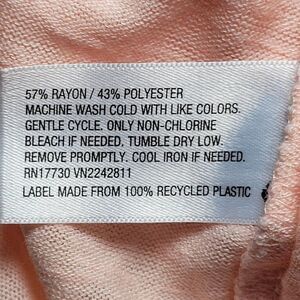 57% RAYON / 43% POLYESTER
MACHINE WASH COLD WITH LIKE COLORS.
GENTLE CYCLE. ONLY NON-CHLORINE
BLEACH IF NEEDED. TUMBLE DRY LOW.
REMOVE PROMPTLY. COOL IRON IF NEEDED.
RN17730 VN2242811
LABEL MADE FROM 100% RECYCLED PLASTIC